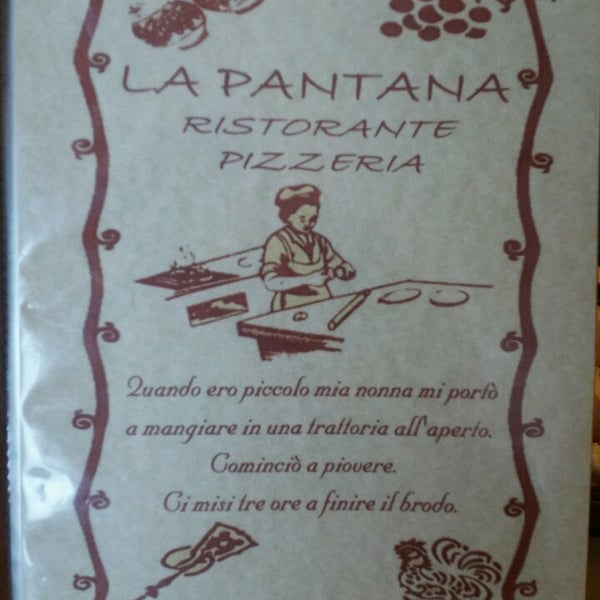 LA PANTANA
RISTORANTE
PIZZERIA
Quando ero piccolo mia nonna mi portò
a mangiare in una trattoria all'aperto.
Cominciò a piovere.
Ci misi tre ore a finire il brodo.